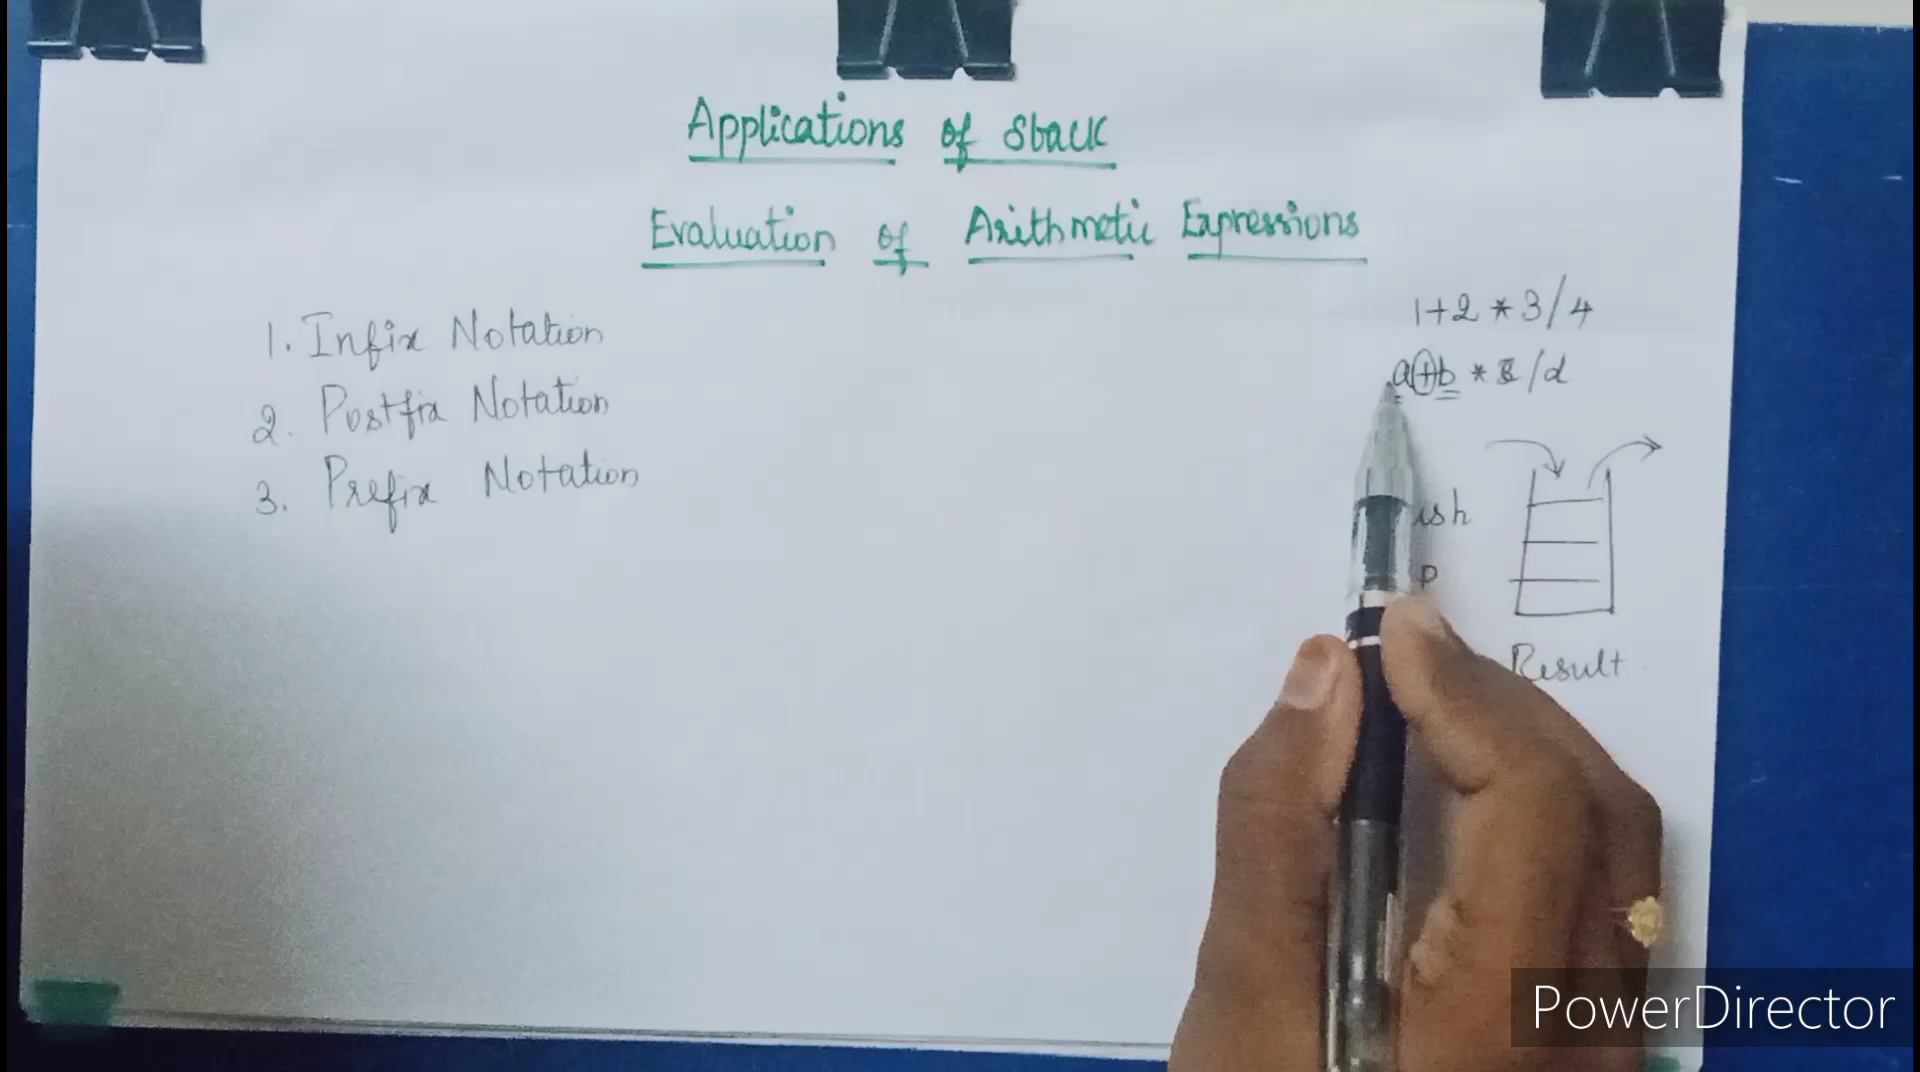 Applications of Stack
Evaluation of Arithmetic Expressions
1. Infix Notation
2. Postfix Notation
3. Prefix Notation
1+2 * 3/4
a+b * c/d
Result
PowerDirector